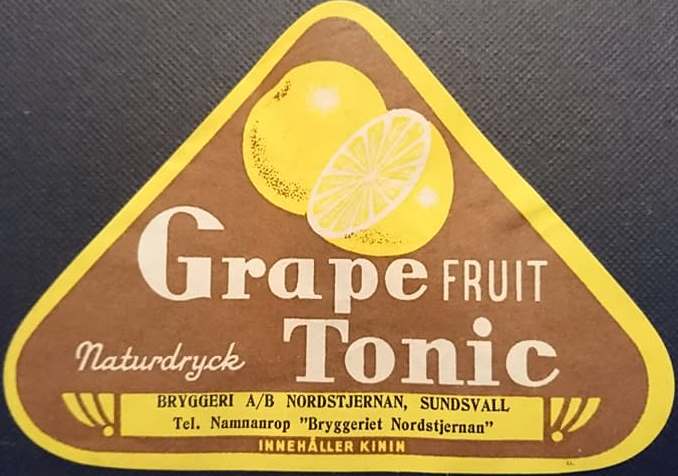 Grape FRUIT
Tonic
Naturdryck
BRYGGERI A/B NORDSTJERNAN, SUNDSVALL
Tel. Namnanrop "Bryggeriet Nordstjernan"
INNEHÅLLER KININ